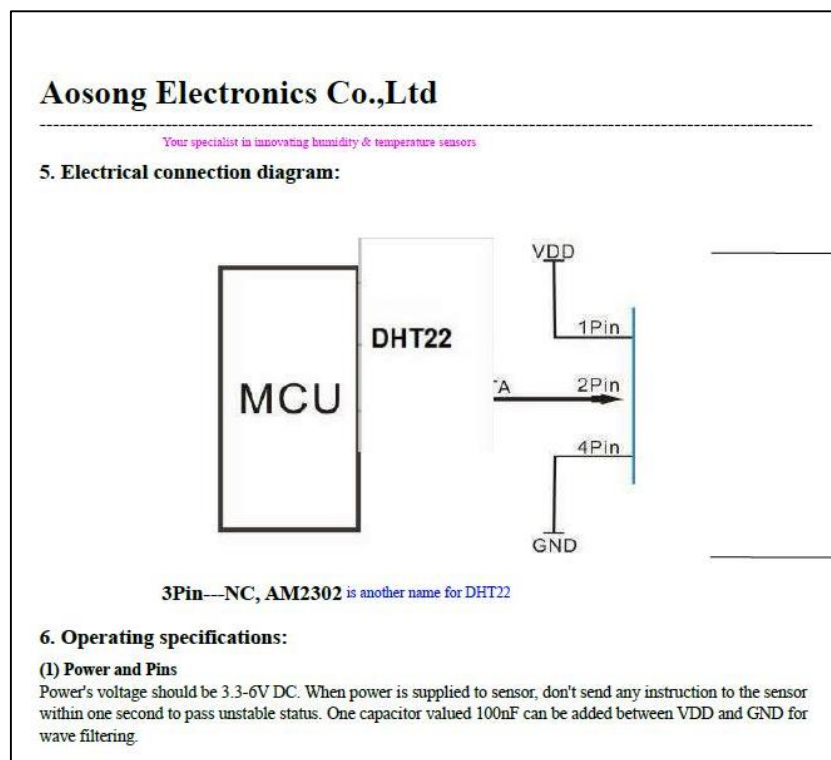 Aosong Electronics Co.,Ltd
Your specialist in innovating humidity & temperature sensors
5. Electrical connection diagram:
VDD
DHT22
1Pin
MCU
2Pin
4Pin
GND
3Pin---NC, AM2302 is another name for DHT22
6. Operating specifications:
(1) Power and Pins
Power's voltage should be 3.3-6V DC. When power is supplied to sensor, don't send any instruction to the sensor
within one second to pass unstable status. One capacitor valued 100nF can be added between VDD and GND for
wave filtering.